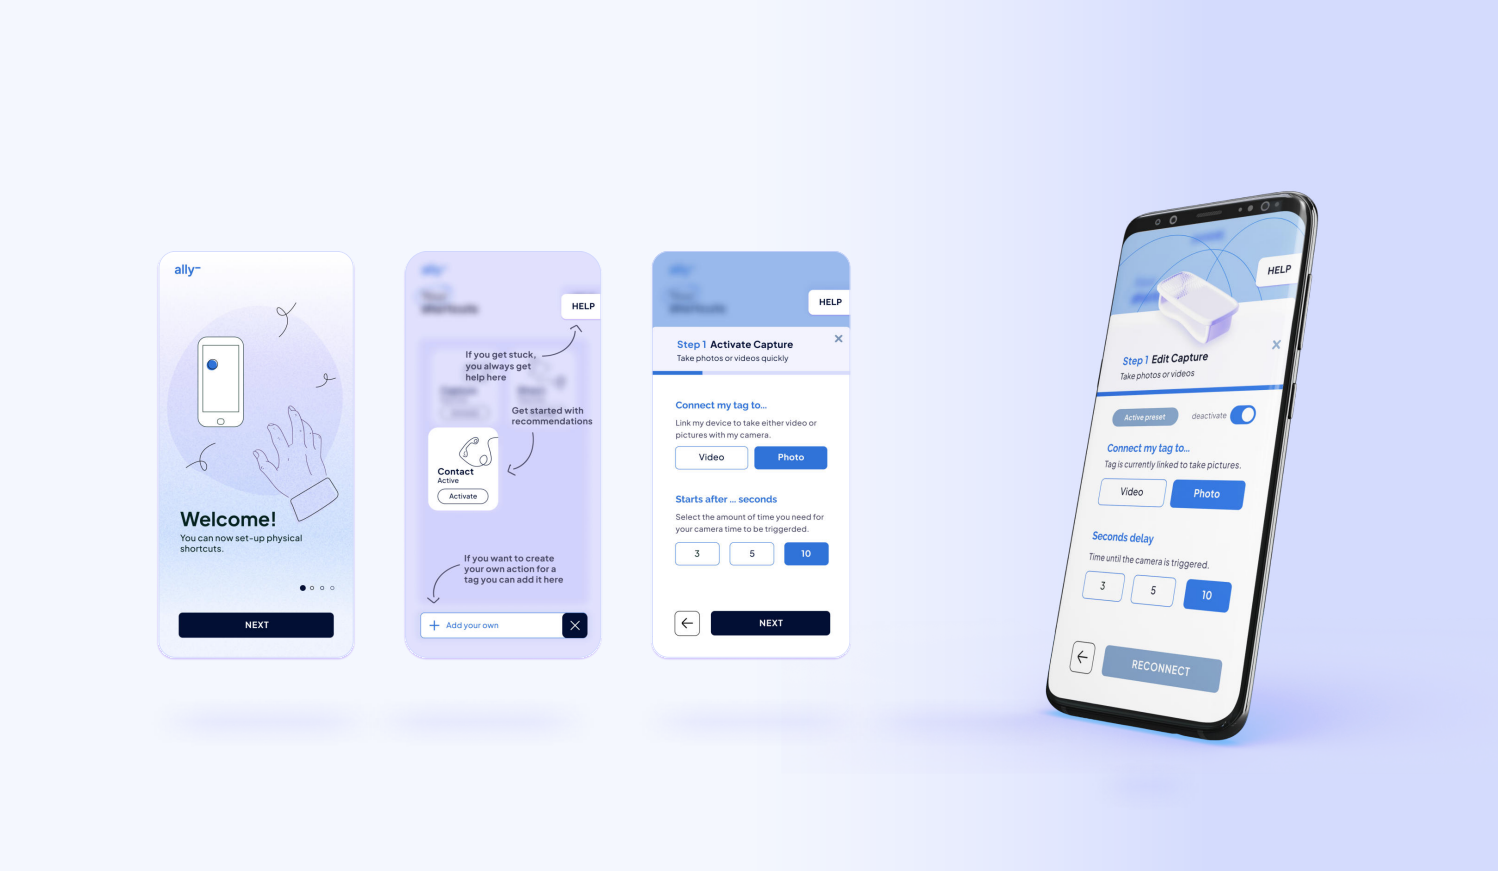 ally–
Welcome!
You can now set-up physical
shortcuts.
NEXT
HELP
If you get stuck,
you always get
help here
Get started with
recommendations
Contact
Active
Activate
If you want to create
your own action for a
tag you can add it here
+ Add your own
HELP
Step 1 Activate Capture
Take photos or videos quickly
Connect my tag to...
Link my device to take either video or
pictures with my camera.
Video Photo
Starts after ... seconds
Select the amount of time you need for
your camera time to be triggerded.
3 5 10
NEXT
HELP
Step 1 Edit Capture
Take photos or videos
Active preset deactivate
Connect my tag to...
Tag is currently linked to take pictures.
Video Photo
Seconds delay
Time until the camera is triggered.
3 5 10
RECONNECT